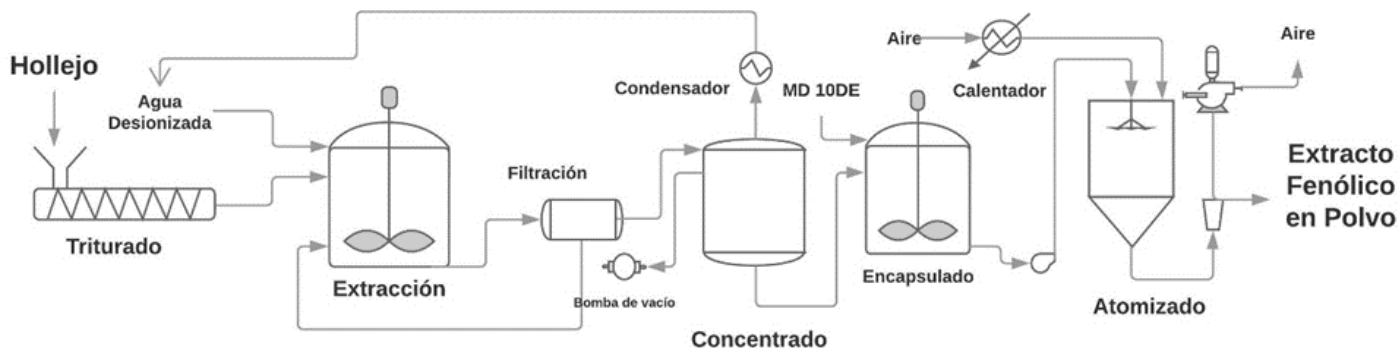 Hollejo
Agua
Desionizada
Triturado
Extracción
Filtración
Bomba de vacío
Condensador
Concentrado
MD 10DE
Encapsulado
Aire
Calentador
Atomizado
Aire
Extracto
Fenólico
en Polvo